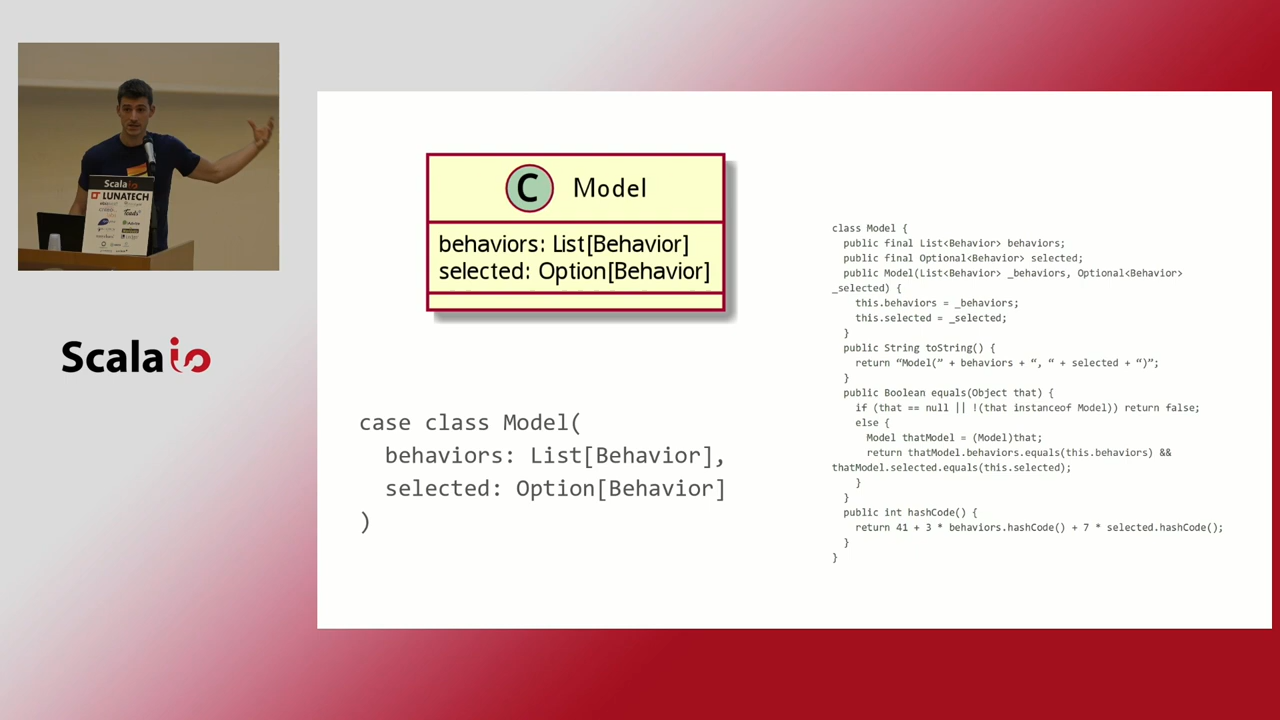 Scalaio
LUNATECH
Scalaio
C Model
behaviors: List[Behavior]
selected: Option[Behavior]
case class Model(
behaviors: List[Behavior],
selected: Option[Behavior]
)
class Model {
public final List<Behavior> behaviors;
public final Optional<Behavior> selected;
public Model(List<Behavior> _behaviors, Optional<Behavior>
_selected) {
this.behaviors = _behaviors;
this.selected = _selected;
}
public String toString() {
return “Model(” + behaviors + “, “ + selected + “)”;
}
public Boolean equals(Object that) {
if (that == null || !(that instanceof Model)) return false;
else {
Model thatModel = (Model)that;
return thatModel.behaviors.equals(this.behaviors) &&
thatModel.selected.equals(this.selected);
}
}
public int hashCode() {
return 41 + 3 * behaviors.hashCode() + 7 * selected.hashCode();
}
}